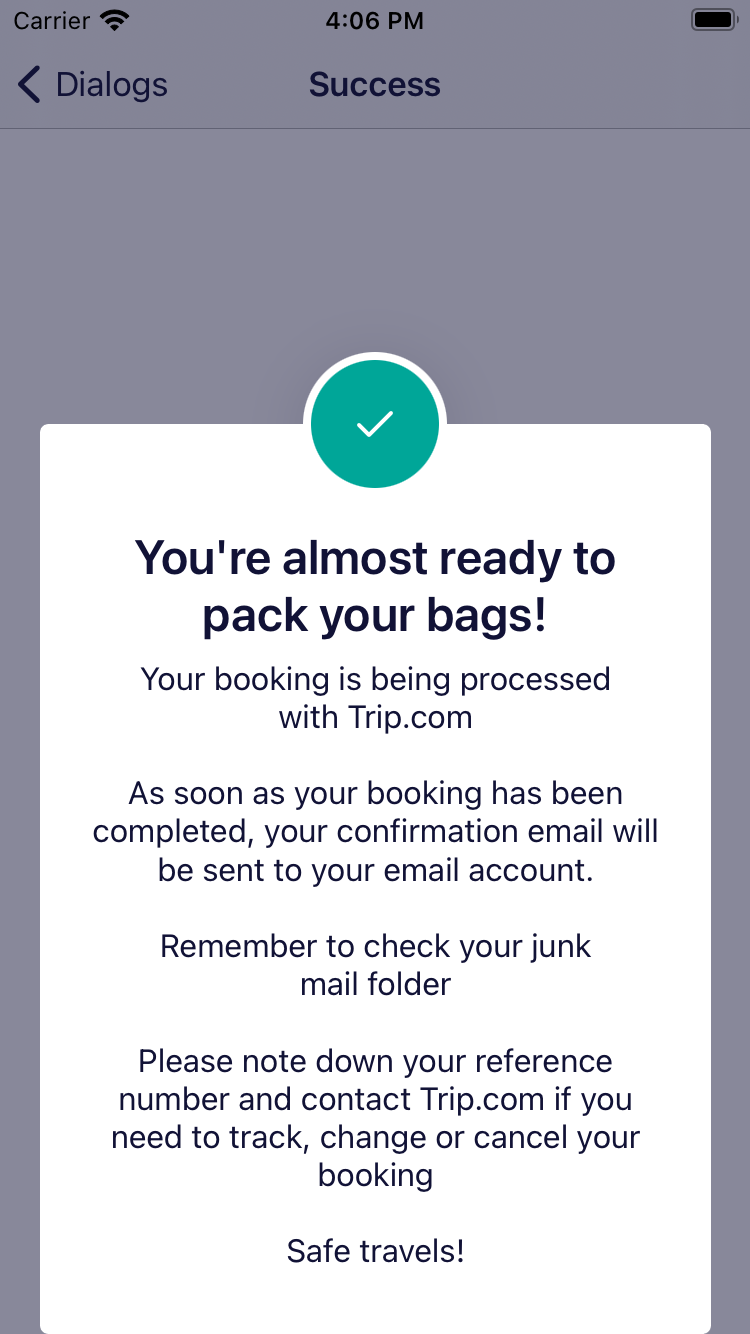 Carrier 4:06 PM
Dialogs Success
You're almost ready to
pack your bags!
Your booking is being processed
with Trip.com
As soon as your booking has been
completed, your confirmation email will
be sent to your email account.
Remember to check your junk
mail folder
Please note down your reference
number and contact Trip.com if you
need to track, change or cancel your
booking
Safe travels!